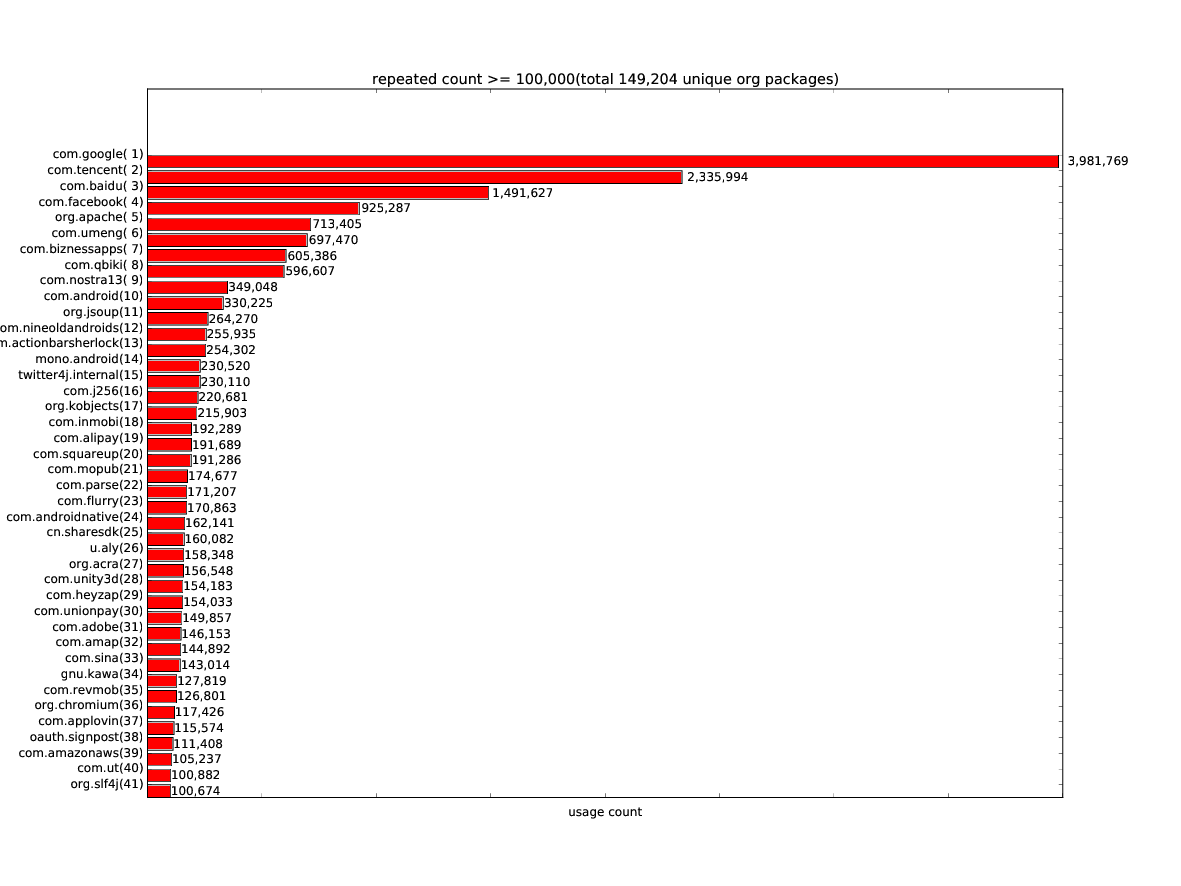 repeated count >= 100,000(total 149,204 unique org packages)
com.google( 1) 3,981,769
com.tencent( 2) 2,335,994
com.baidu( 3) 1,491,627
com.facebook( 4) 925,287
org.apache( 5) 713,405
com.umeng( 6) 697,470
com.biznessapps( 7) 605,386
com.qbiki( 8) 596,607
com.nostra13( 9) 349,048
com.android(10) 330,225
org.jsoup(11) 264,270
om.nineoldandroids(12) 255,935
m.actionbarsherlock(13) 254,302
mono.android(14) 230,520
twitter4j.internal(15) 230,110
com.j256(16) 220,681
org.kobjects(17) 215,903
com.inmobi(18) 192,289
com.alipay(19) 191,689
com.squareup(20) 191,286
com.mopub(21) 174,677
com.parse(22) 171,207
com.flurry(23) 170,863
com.androidnative(24) 162,141
cn.sharesdk(25) 160,082
u.aly(26) 158,348
org.acra(27) 156,548
com.unity3d(28) 154,183
com.heyzap(29) 154,033
com.unionpay(30) 149,857
com.adobe(31) 146,153
com.amap(32) 144,892
com.sina(33) 143,014
gnu.kawa(34) 127,819
com.revmob(35) 126,801
org.chromium(36) 117,426
com.applovin(37) 115,574
oauth.signpost(38) 111,408
com.amazonaws(39) 105,237
com.ut(40) 100,882
org.slf4j(41) 100,674
usage count